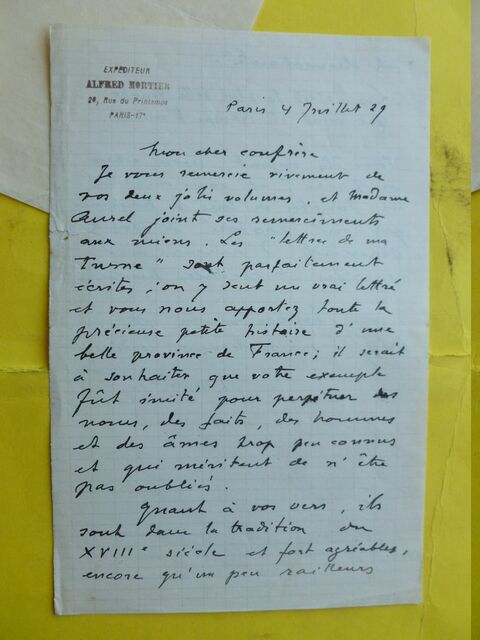 EXPÉDITEUR
ALFRED MORTIER
29, Rue du Printemps
PARIS-17e
Paris 4 Juillet 29
Mon cher confrère
Je vous remercie vivement de
vos deux jolis volumes, et Madame
Aurel joint ses remerciments
aux miens. Les "lettres de ma
Turne" sont parfaitement
écrites ; on y sent un vrai lettré
et vous nous apportez toute la
précieuse petite histoire d'une
belle province de France ; il serait
à souhaiter que votre exemple
fût imité pour perpétuer des
noms, des faits, des hommes
et des âmes trop peu connus
et qui méritent de n'être
pas oubliés.
Quant à vos vers, ils
sont dans la tradition du
XVIIIe siècle et fort agréables,
encore qu'un peu railleurs